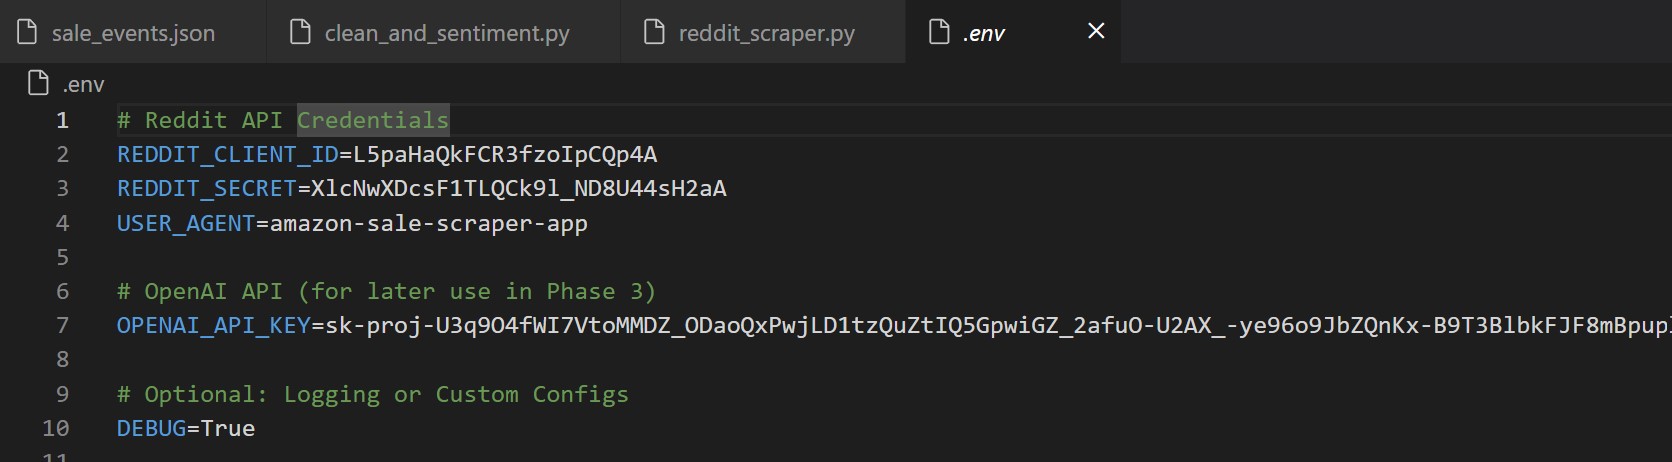 sale_events.json
clean_and_sentiment.py
reddit_scraper.py
.env
.env
1 # Reddit API Credentials
2 REDDIT_CLIENT_ID=L5paHaQkFCR3fzoIpCQp4A
3 REDDIT_SECRET=XlcNwXDcsF1TLQCk9l_ND8U44sH2aA
4 USER_AGENT=amazon-sale-scraper-app
5
6 # OpenAI API (for later use in Phase 3)
7 OPENAI_API_KEY=sk-proj-U3q9O4fWI7VtoMMDZ_ODaoQxPwjLD1tzQuZtIQ5GpwiGZ_2afuO-U2AX_-ye96o9JbZQnKx-B9T3BlbkFJF8mBpup
8
9 # Optional: Logging or Custom Configs
10 DEBUG=True
11